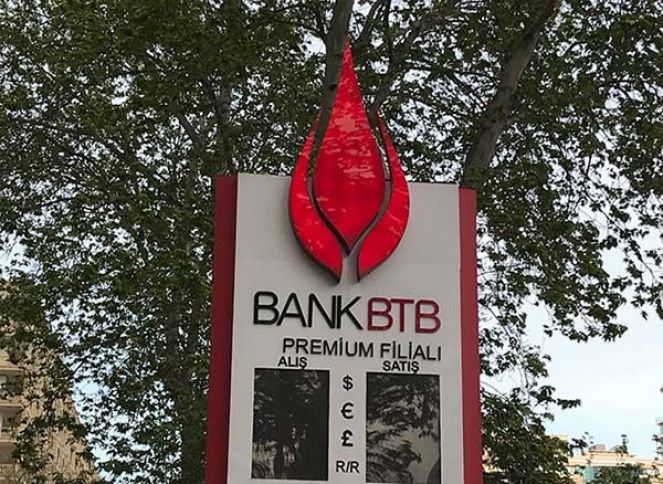 BANK BTB
PREMIUM FİLİALI
ALIŞ SATIŞ
$
€
£
R/R